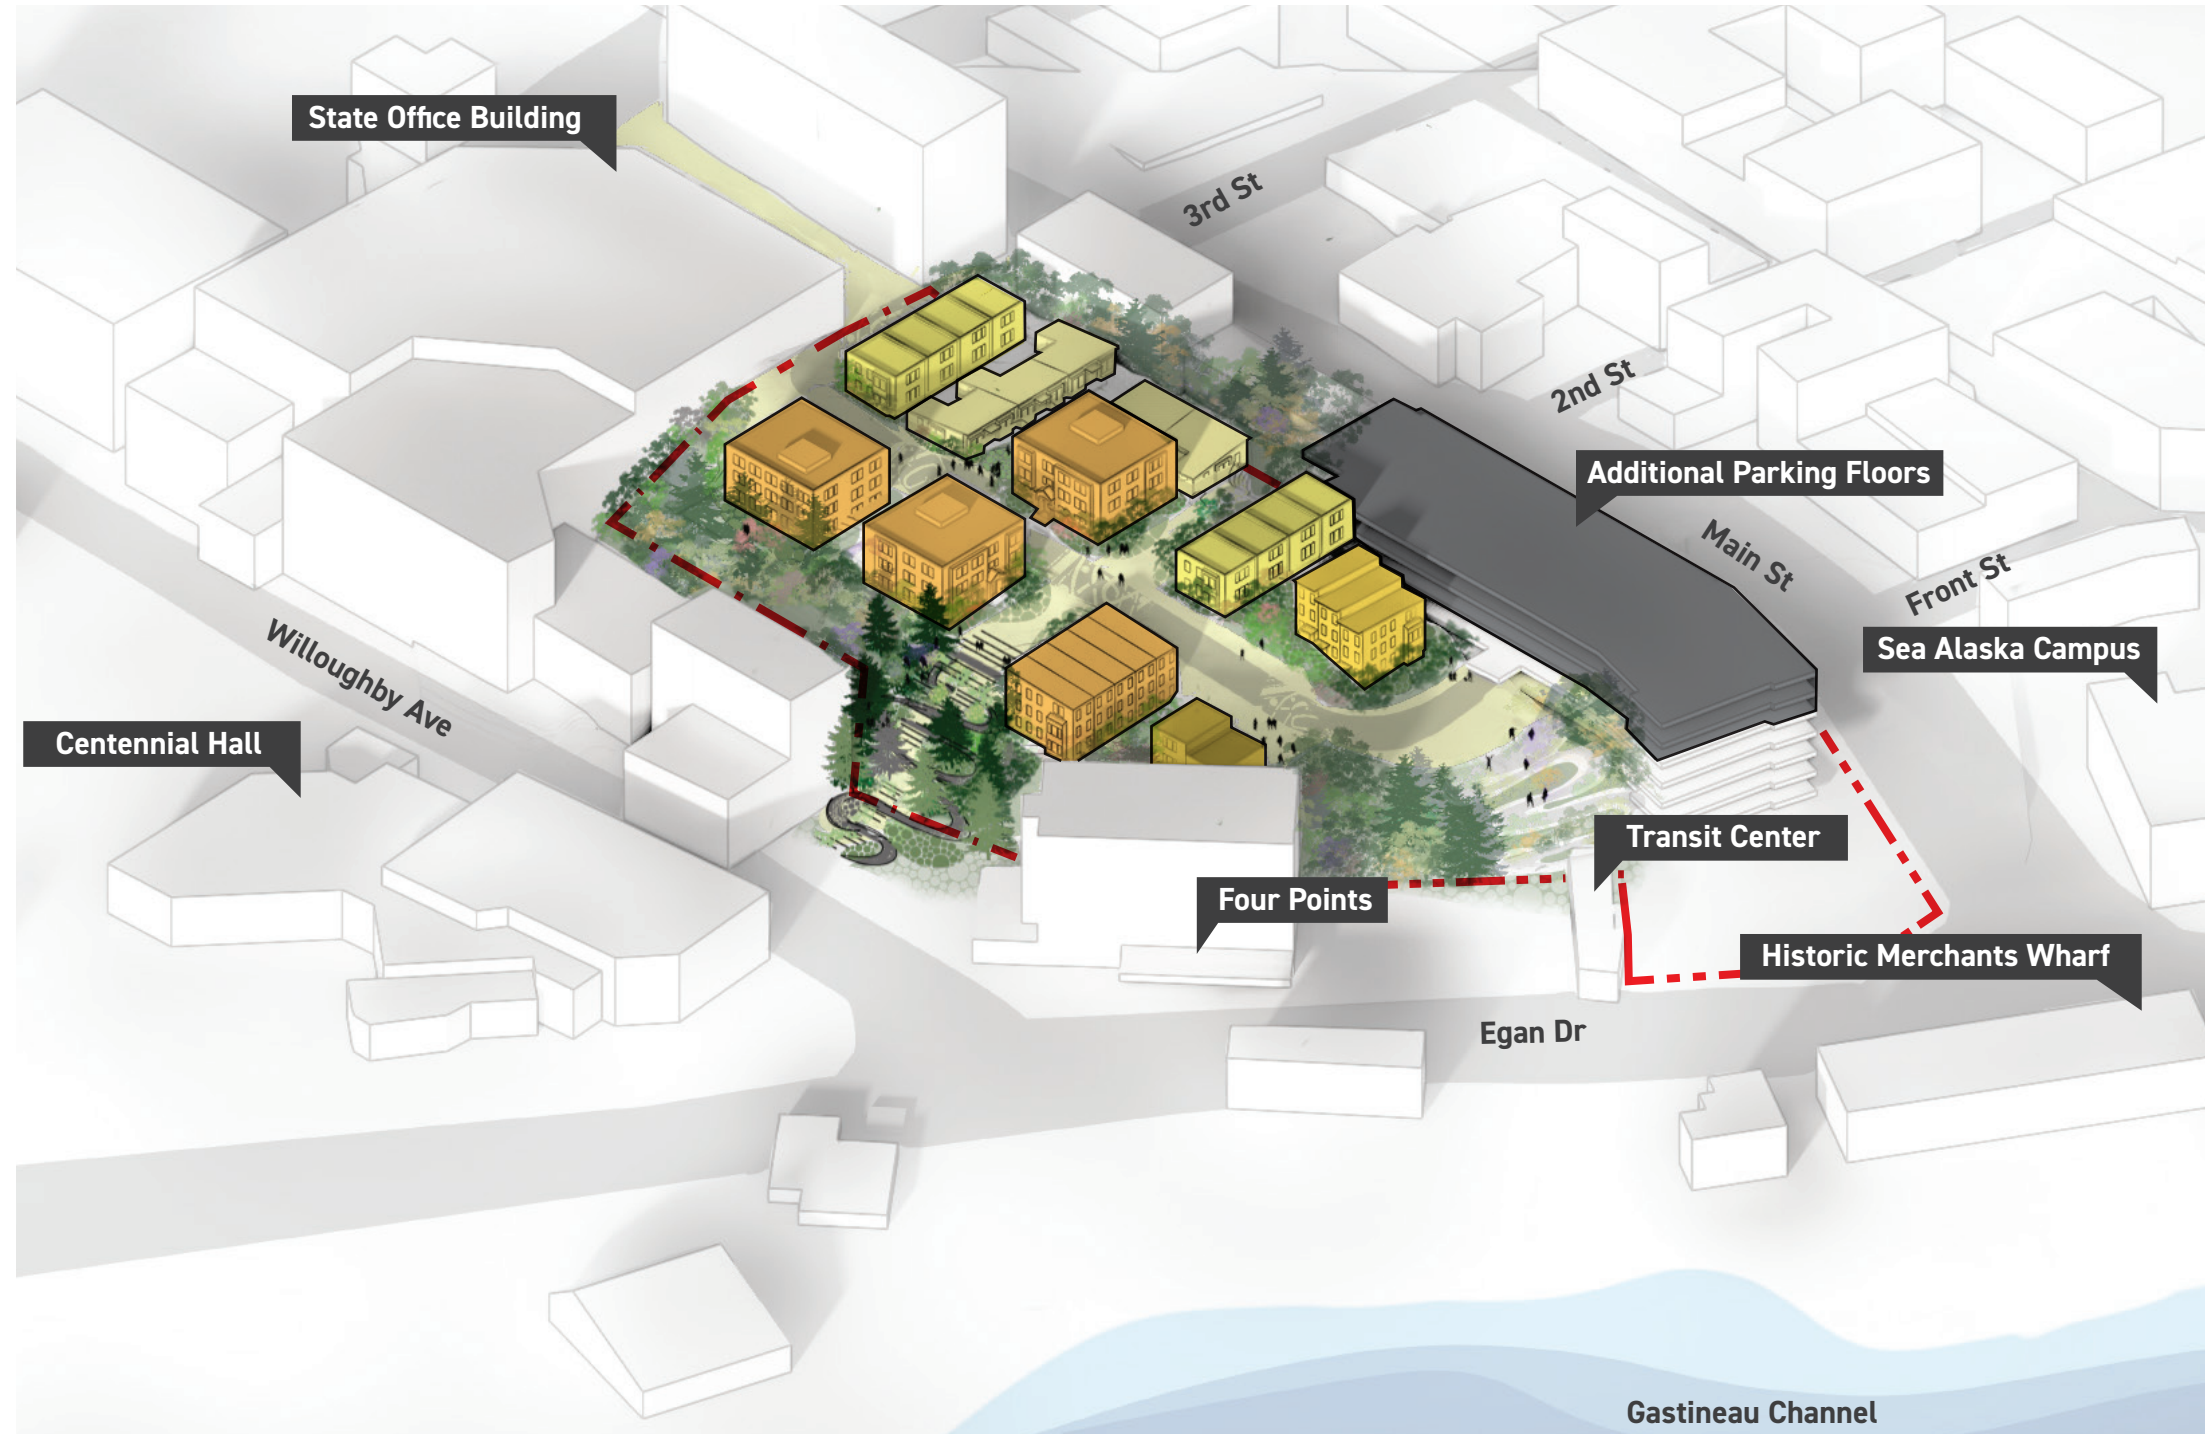 State Office Building
3rd St
2nd St
Additional Parking Floors
Main St
Front St
Sea Alaska Campus
Willoughby Ave
Centennial Hall
Transit Center
Four Points
Historic Merchants Wharf
Egan Dr
Gastineau Channel